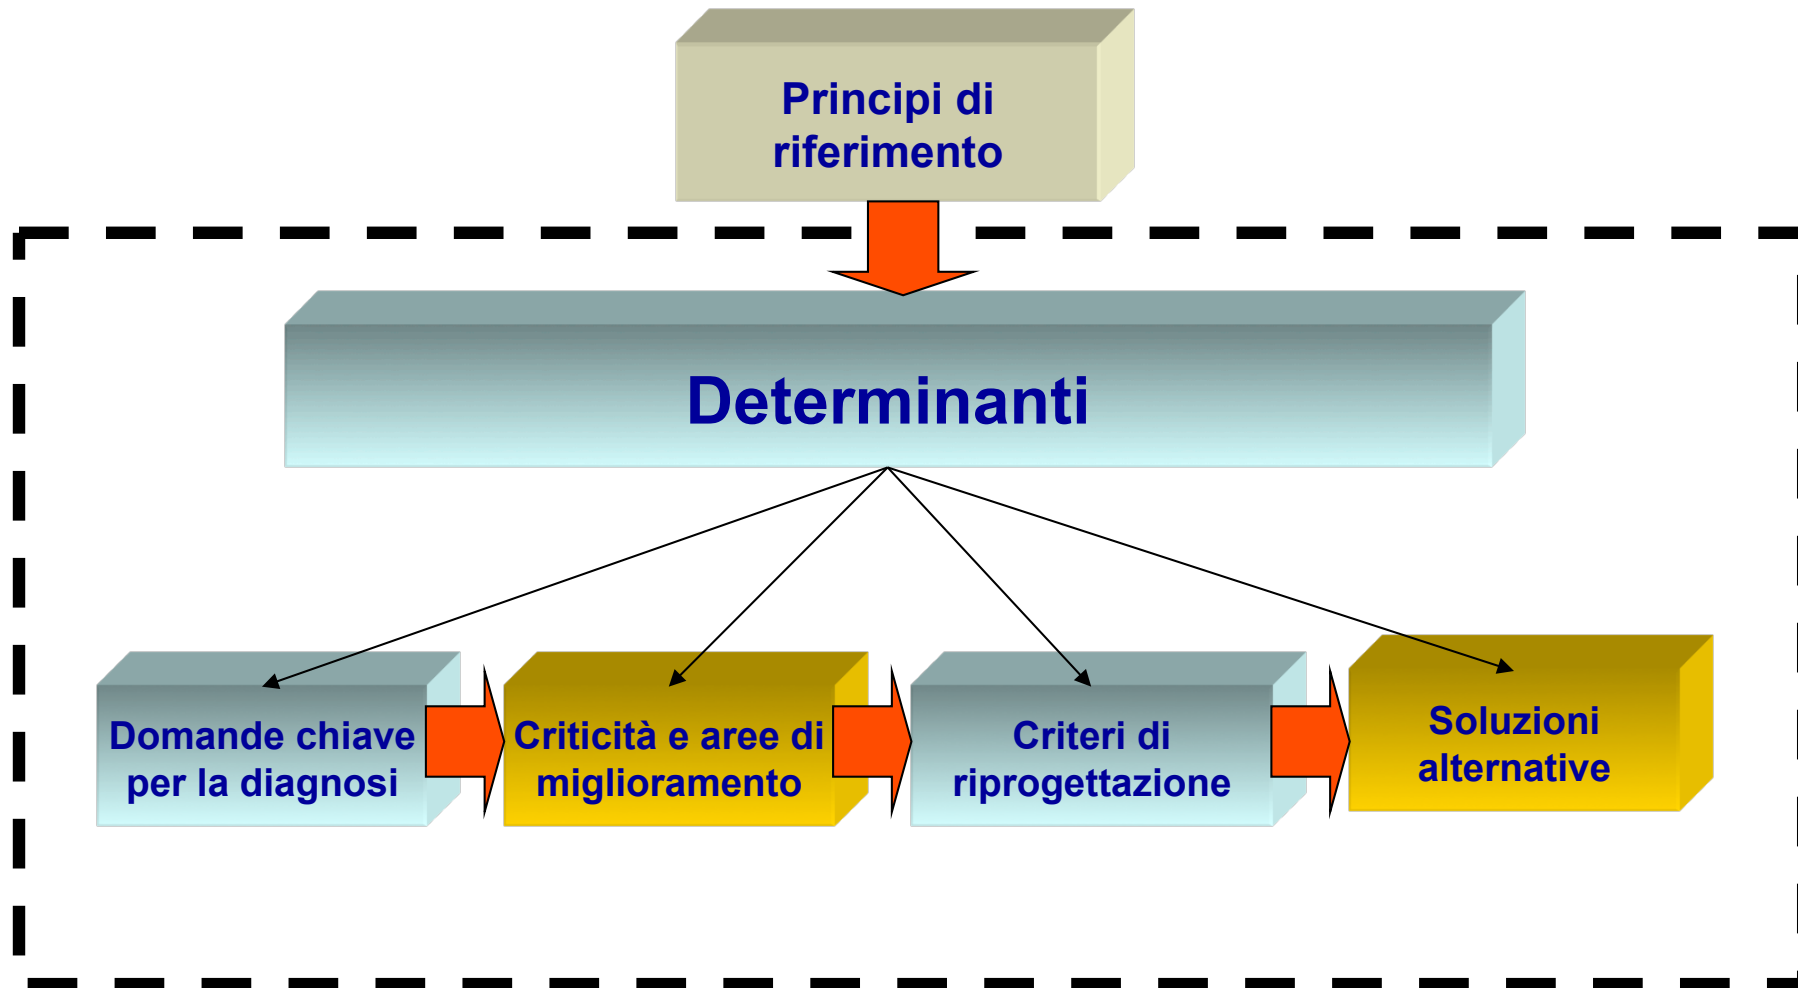 Principi di
riferimento
Determinanti
Domande chiave
per la diagnosi
Criticità e aree di
miglioramento
Criteri di
riprogettazione
Soluzioni
alternative